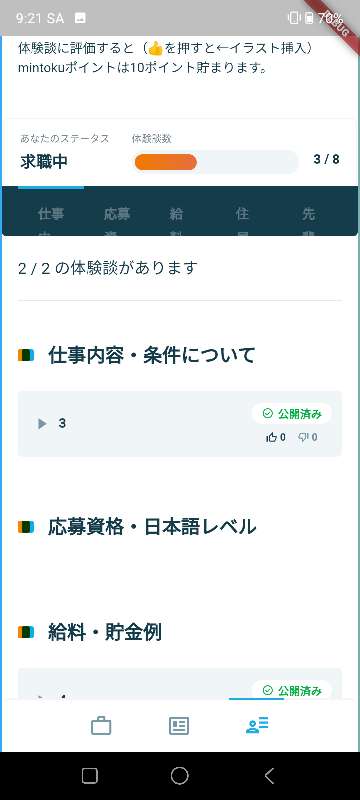 9:21 SA
70%
DEBUG
体験談に評価すると（👍を押すと←イラスト挿入）
mintokuポイントは10ポイント貯まります。
あなたのステータス
体験談数
求職中
3 / 8
仕事 応募 給 住 先
2 / 2 の体験談があります
仕事内容・条件について
3
公開済み
0 0
応募資格・日本語レベル
給料・貯金例
公開済み